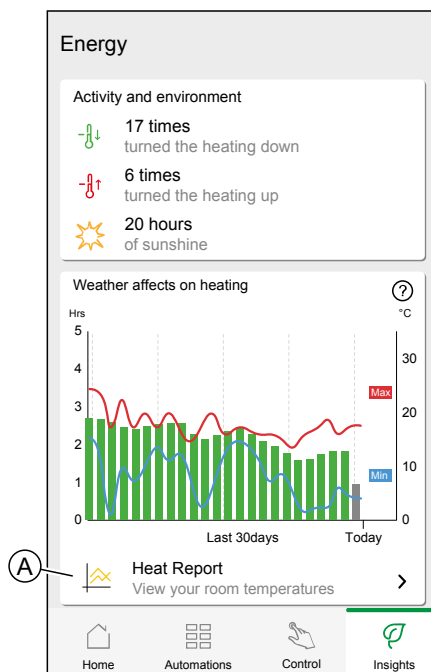 Energy
Activity and environment
17 times
turned the heating down
6 times
turned the heating up
20 hours
of sunshine
Weather affects on heating
?
Hrs
°C
5
4
3
2
1
0
30
20
10
0
Max
Min
Last 30days
Today
A
Heat Report
View your room temperatures
Home
Automations
Control
Insights